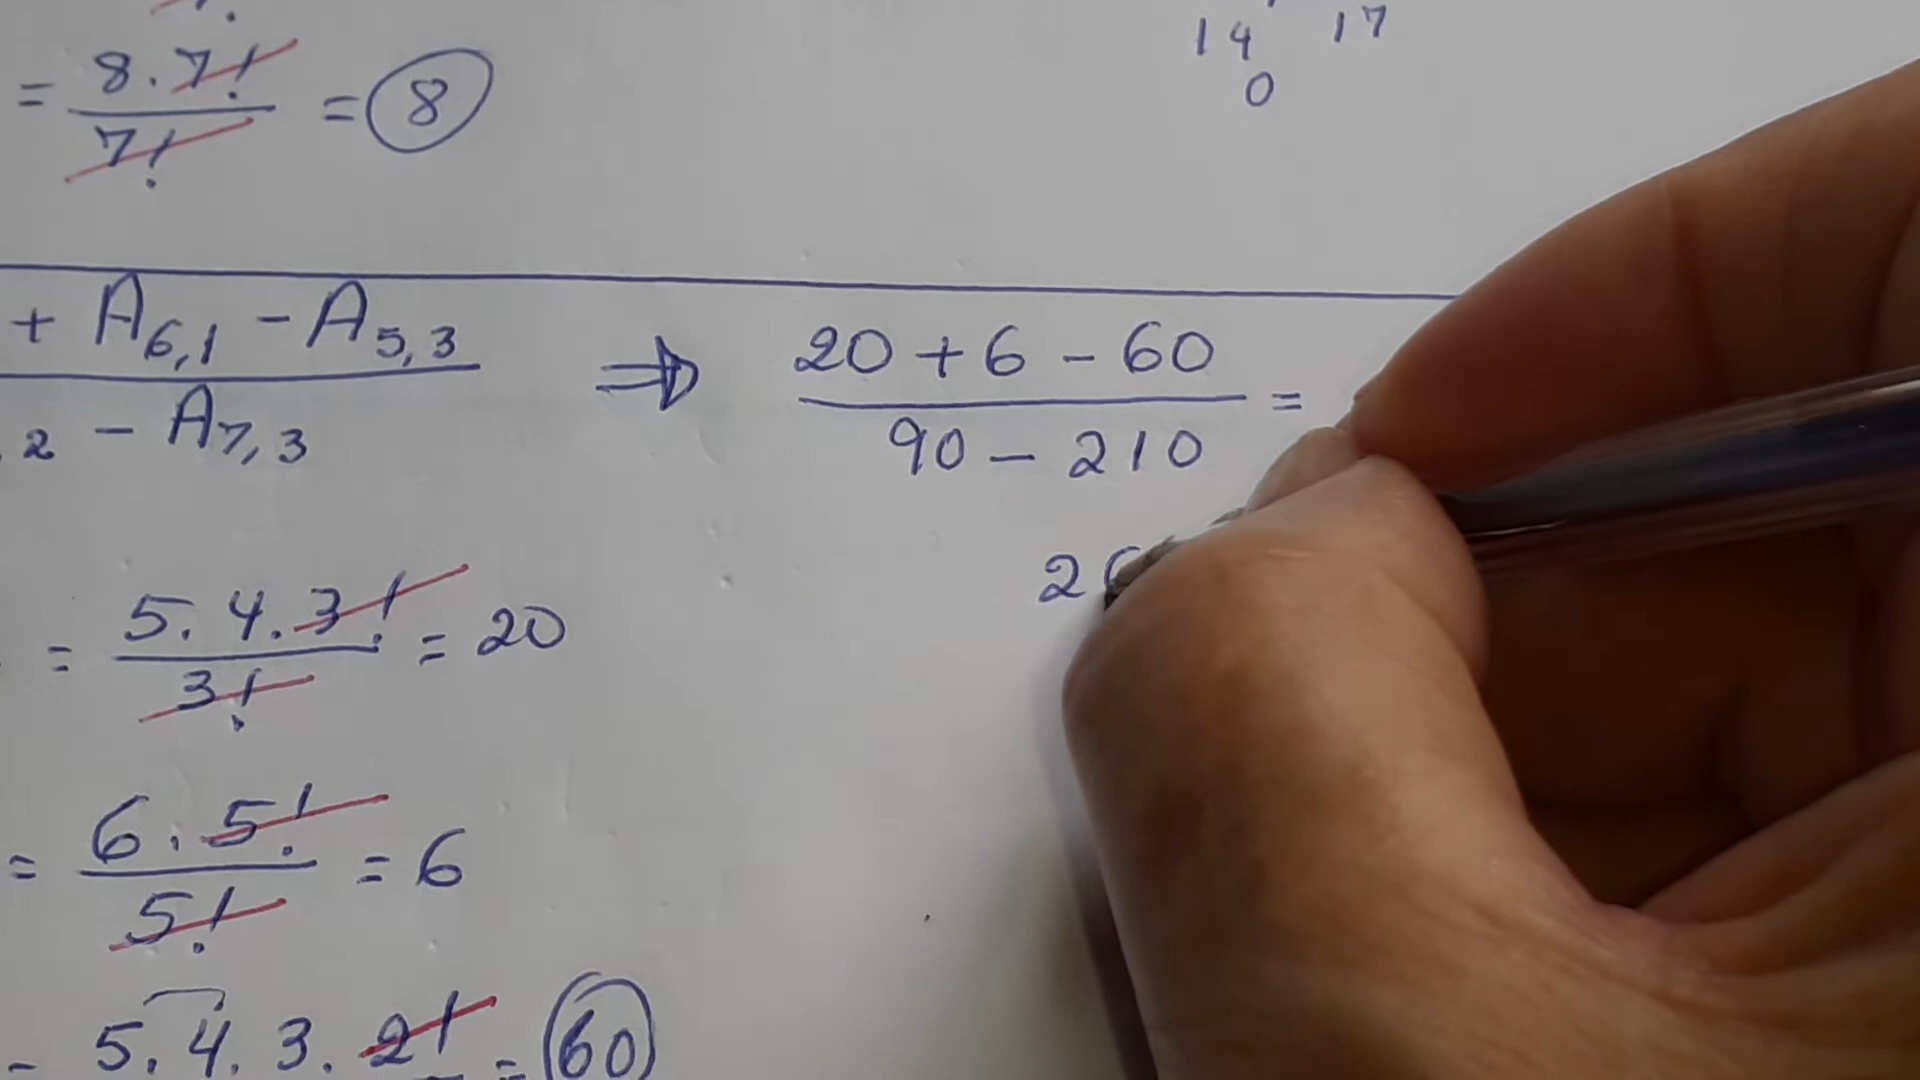 14 17
0
= 8.7! / 7! = 8
+ A6,1 - A5,3 / 2 - A7,3 ⇒ 20 + 6 - 60 / 90 - 210 =
26
= 5.4.3! / 3! = 20
= 6.5! / 5! = 6
= 5.4.3.2! = 60